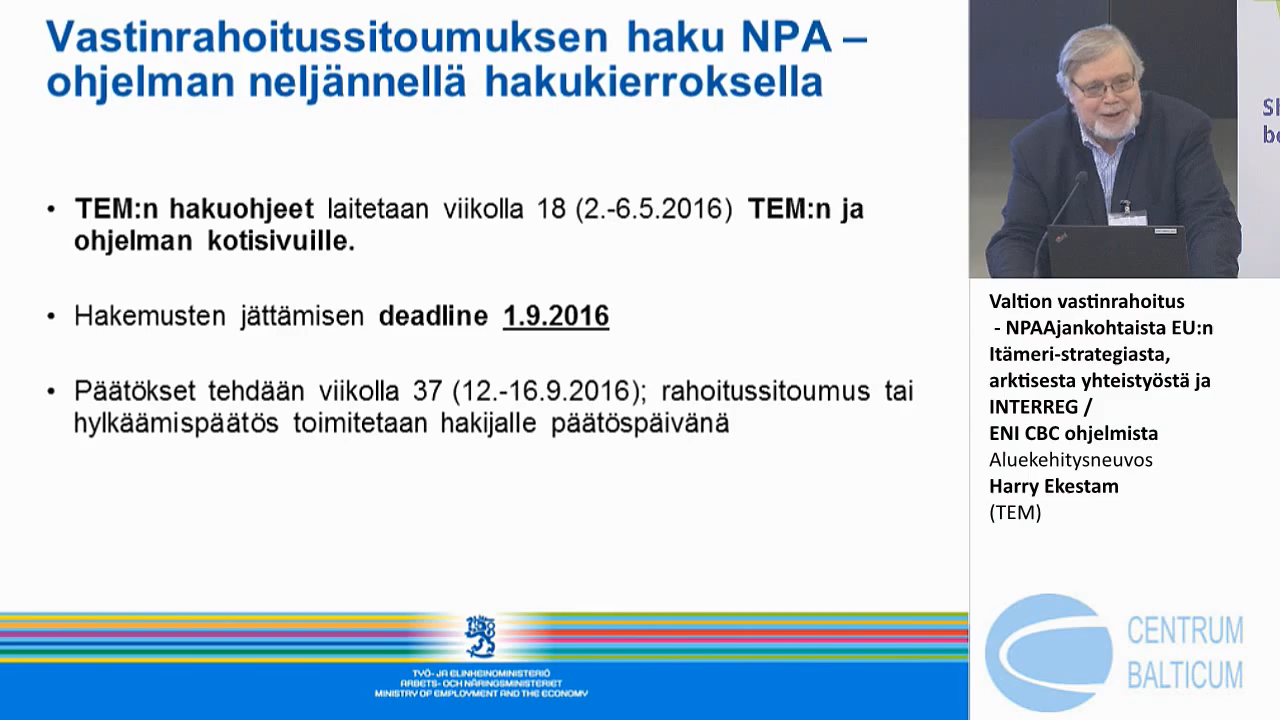 Vastinrahoitussitoumuksen haku NPA –
ohjelman neljännellä hakukierroksella
• TEM:n hakuohjeet laitetaan viikolla 18 (2.-6.5.2016) TEM:n ja
ohjelman kotisivuille.
• Hakemusten jättämisen deadline 1.9.2016
• Päätökset tehdään viikolla 37 (12.-16.9.2016); rahoitussitoumus tai
hylkäämispäätös toimitetaan hakijalle päätöspäivänä
TYÖ- JA ELINKEINOMINISTERIÖ
ARBETS- OCH NÄRINGSMINISTERIET
MINISTRY OF EMPLOYMENT AND THE ECONOMY
Valtion vastinrahoitus
- NPAAjankohtaista EU:n
Itämeri-strategiasta,
arktisesta yhteistyöstä ja
INTERREG /
ENI CBC ohjelmista
Aluekehitysneuvos
Harry Ekestam
(TEM)
CENTRUM
BALTICUM